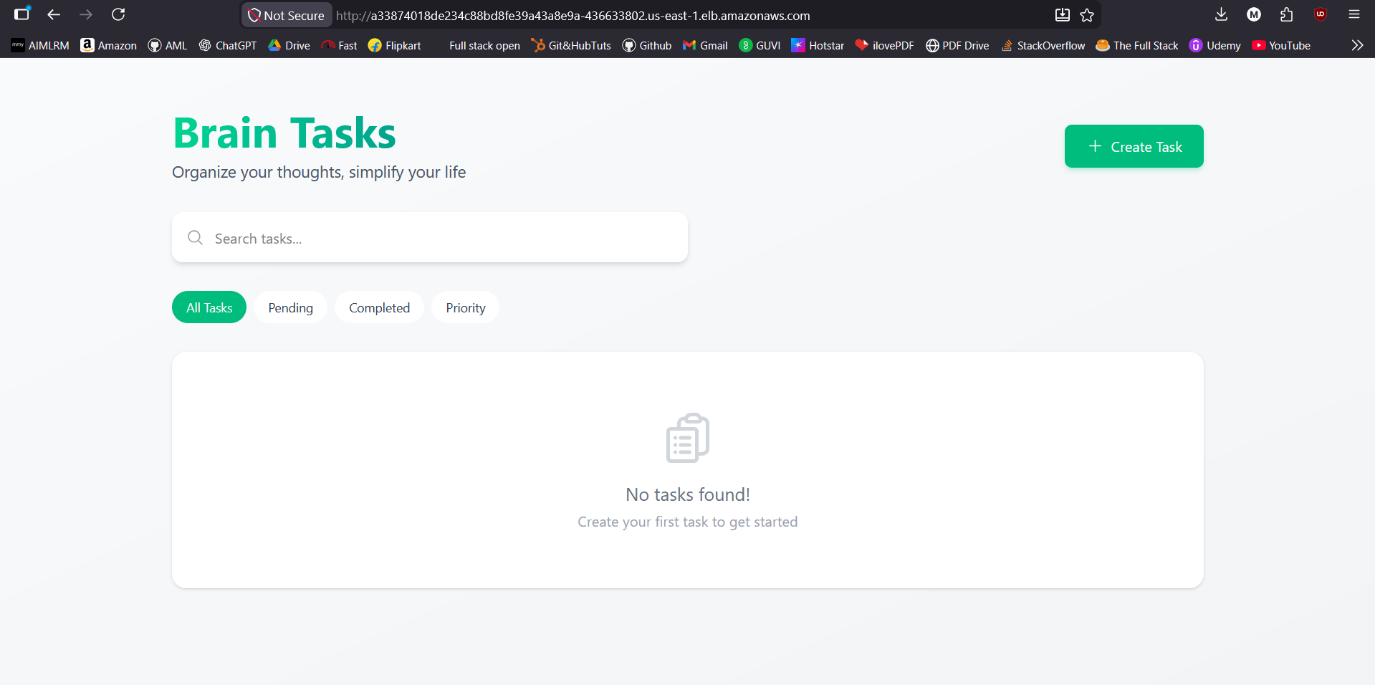 Not Secure http://a33874018de234c88bd8fe39a43a8e9a-436633802.us-east-1.elb.amazonaws.com M
AIMLRM Amazon AML ChatGPT Drive Fast Flipkart Full stack open Git&HubTuts Github Gmail GUVI Hotstar ilovePDF PDF Drive StackOverflow The Full Stack Udemy YouTube
Brain Tasks
Create Task
Organize your thoughts, simplify your life
Search tasks...
All Tasks Pending Completed Priority
No tasks found!
Create your first task to get started